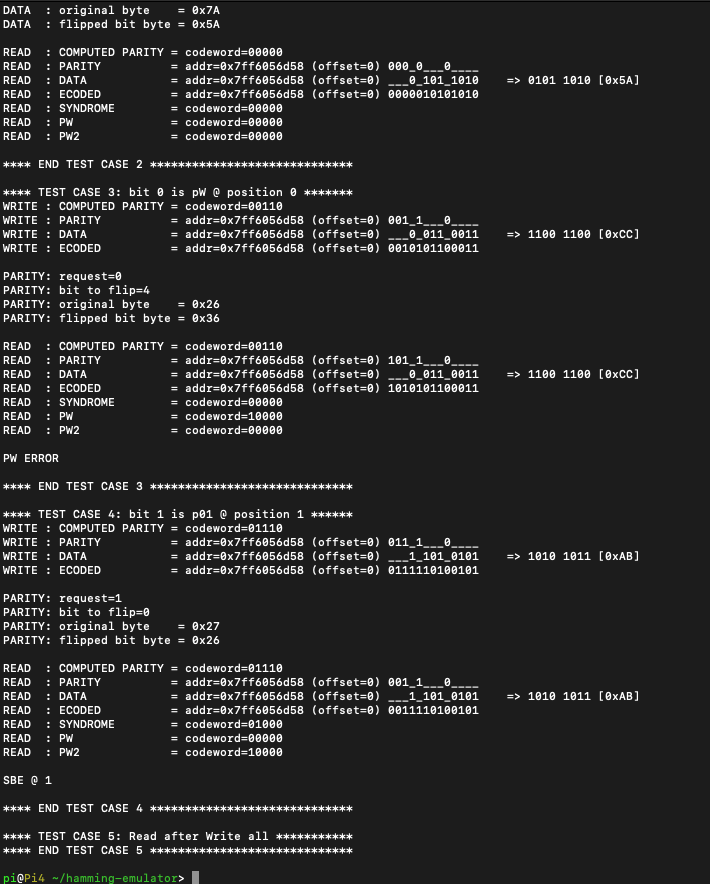 DATA  : original byte    = 0x7A
DATA  : flipped bit byte = 0x5A

READ  : COMPUTED PARITY = codeword=00000
READ  : PARITY          = addr=0x7ff6056d58 (offset=0) 000_0___0____
READ  : DATA            = addr=0x7ff6056d58 (offset=0) ___0_101_1010    => 0101 1010 [0x5A]
READ  : ECODED          = addr=0x7ff6056d58 (offset=0) 0000010101010
READ  : SYNDROME        = codeword=00000
READ  : PW              = codeword=00000
READ  : PW2             = codeword=00000

**** END TEST CASE 2 *****************************

**** TEST CASE 3: bit 0 is pW @ position 0 *******
WRITE : COMPUTED PARITY = codeword=00110
WRITE : PARITY          = addr=0x7ff6056d58 (offset=0) 001_1___0____
WRITE : DATA            = addr=0x7ff6056d58 (offset=0) ___0_011_0011    => 1100 1100 [0xCC]
WRITE : ECODED          = addr=0x7ff6056d58 (offset=0) 0010101100011

PARITY: request=0
PARITY: bit to flip=4
PARITY: original byte    = 0x26
PARITY: flipped bit byte = 0x36

READ  : COMPUTED PARITY = codeword=00110
READ  : PARITY          = addr=0x7ff6056d58 (offset=0) 101_1___0____
READ  : DATA            = addr=0x7ff6056d58 (offset=0) ___0_011_0011    => 1100 1100 [0xCC]
READ  : ECODED          = addr=0x7ff6056d58 (offset=0) 1010101100011
READ  : SYNDROME        = codeword=00000
READ  : PW              = codeword=10000
READ  : PW2             = codeword=00000

PW ERROR

**** END TEST CASE 3 *****************************

**** TEST CASE 4: bit 1 is p01 @ position 1 ******
WRITE : COMPUTED PARITY = codeword=01110
WRITE : PARITY          = addr=0x7ff6056d58 (offset=0) 011_1___0____
WRITE : DATA            = addr=0x7ff6056d58 (offset=0) ___1_101_0101    => 1010 1011 [0xAB]
WRITE : ECODED          = addr=0x7ff6056d58 (offset=0) 0111110100101

PARITY: request=1
PARITY: bit to flip=0
PARITY: original byte    = 0x27
PARITY: flipped bit byte = 0x26

READ  : COMPUTED PARITY = codeword=01110
READ  : PARITY          = addr=0x7ff6056d58 (offset=0) 001_1___0____
READ  : DATA            = addr=0x7ff6056d58 (offset=0) ___1_101_0101    => 1010 1011 [0xAB]
READ  : ECODED          = addr=0x7ff6056d58 (offset=0) 0011110100101
READ  : SYNDROME        = codeword=01000
READ  : PW              = codeword=00000
READ  : PW2             = codeword=10000

SBE @ 1

**** END TEST CASE 4 *****************************

**** TEST CASE 5: Read after Write all ***********
**** END TEST CASE 5 *****************************

pi@Pi4 ~/hamming-emulator>